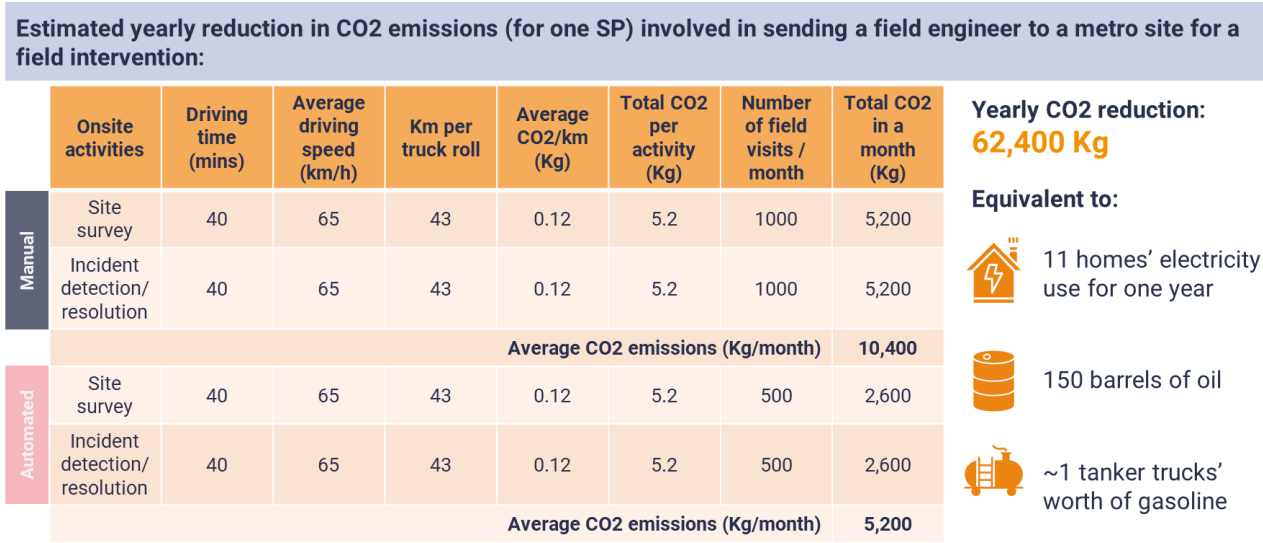 Estimated yearly reduction in CO2 emissions (for one SP) involved in sending a field engineer to a metro site for a
field intervention:
Onsite
activities
Driving
time
(mins)
Average
driving
speed
(km/h)
Km per
truck roll
Average
CO2/km
(Kg)
Total CO2
per
activity
(Kg)
Number
of field
visits /
month
Total CO2
in a
month
(Kg)
Manual
Site
survey
40
65
43
0.12
5.2
1000
5,200
Incident
detection/
resolution
40
65
43
0.12
5.2
1000
5,200
Average CO2 emissions (Kg/month)
10,400
Automated
Site
survey
40
65
43
0.12
5.2
500
2,600
Incident
detection/
resolution
40
65
43
0.12
5.2
500
2,600
Average CO2 emissions (Kg/month)
5,200
Yearly CO2 reduction:
62,400 Kg
Equivalent to:
11 homes’ electricity
use for one year
150 barrels of oil
~1 tanker trucks’
worth of gasoline